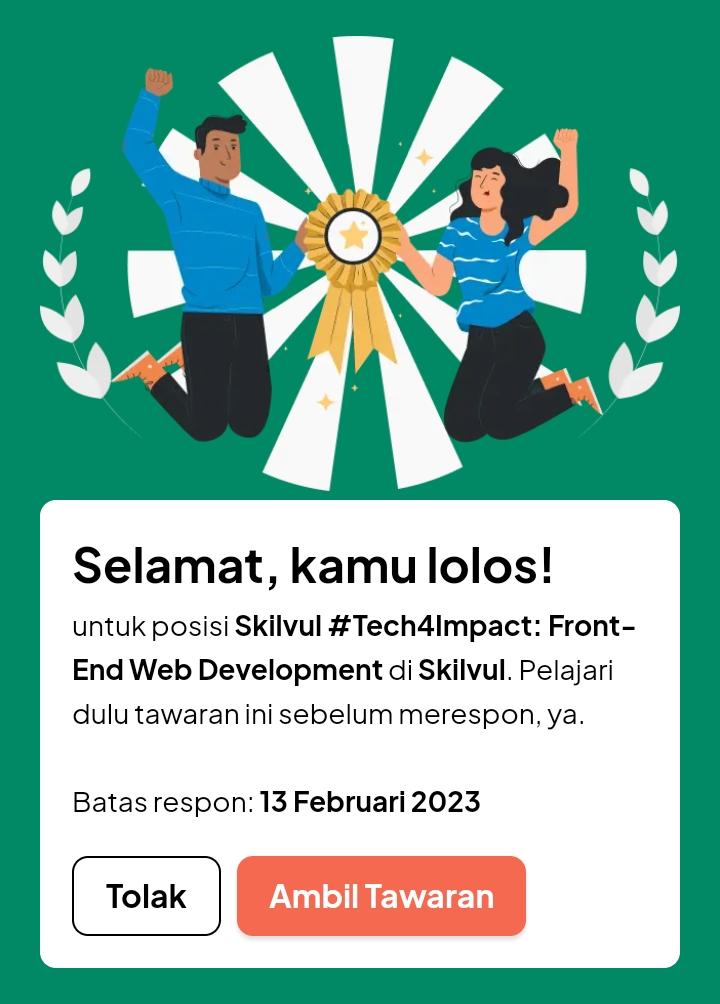 Selamat, kamu lolos!
untuk posisi Skilvul #Tech4Impact: Front-
End Web Development di Skilvul. Pelajari
dulu tawaran ini sebelum merespon, ya.
Batas respon: 13 Februari 2023
Tolak
Ambil Tawaran